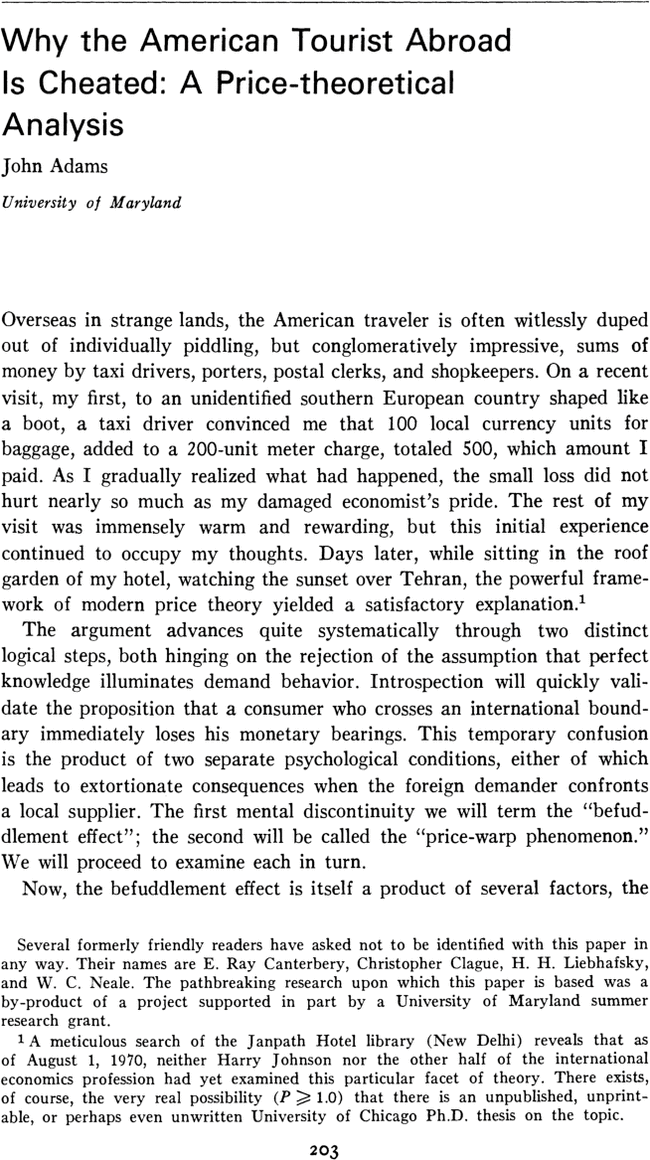 Why the American Tourist Abroad
Is Cheated: A Price-theoretical
Analysis
John Adams
University of Maryland
Overseas in strange lands, the American traveler is often witlessly duped
out of individually piddling, but conglomeratively impressive, sums of
money by taxi drivers, porters, postal clerks, and shopkeepers. On a recent
visit, my first, to an unidentified southern European country shaped like
a boot, a taxi driver convinced me that 100 local currency units for
baggage, added to a 200-unit meter charge, totaled 500, which amount I
paid. As I gradually realized what had happened, the small loss did not
hurt nearly so much as my damaged economist's pride. The rest of my
visit was immensely warm and rewarding, but this initial experience
continued to occupy my thoughts. Days later, while sitting in the roof
garden of my hotel, watching the sunset over Tehran, the powerful frame-
work of modern price theory yielded a satisfactory explanation.¹
The argument advances quite systematically through two distinct
logical steps, both hinging on the rejection of the assumption that perfect
knowledge illuminates demand behavior. Introspection will quickly vali-
date the proposition that a consumer who crosses an international bound-
ary immediately loses his monetary bearings. This temporary confusion
is the product of two separate psychological conditions, either of which
leads to extortionate consequences when the foreign demander confronts
a local supplier. The first mental discontinuity we will term the “befud-
dlement effect”; the second will be called the “price-warp phenomenon.”
We will proceed to examine each in turn.
Now, the befuddlement effect is itself a product of several factors, the
Several formerly friendly readers have asked not to be identified with this paper in
any way. Their names are E. Ray Canterbery, Christopher Clague, H. H. Liebhafsky,
and W. C. Neale. The pathbreaking research upon which this paper is based was a
by-product of a project supported in part by a University of Maryland summer
research grant.
¹ A meticulous search of the Janpath Hotel library (New Delhi) reveals that as
of August 1, 1970, neither Harry Johnson nor the other half of the international
economics profession had yet examined this particular facet of theory. There exists,
of course, the very real possibility (P ⩾ 1.0) that there is an unpublished, unprint-
able, or perhaps even unwritten University of Chicago Ph.D. thesis on the topic.
203